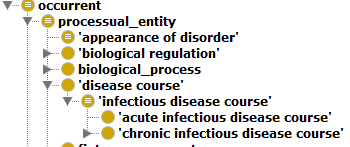 occurrent
processual_entity
'appearance of disorder'
'biological regulation'
biological_process
'disease course'
'infectious disease course'
'acute infectious disease course'
'chronic infectious disease course'